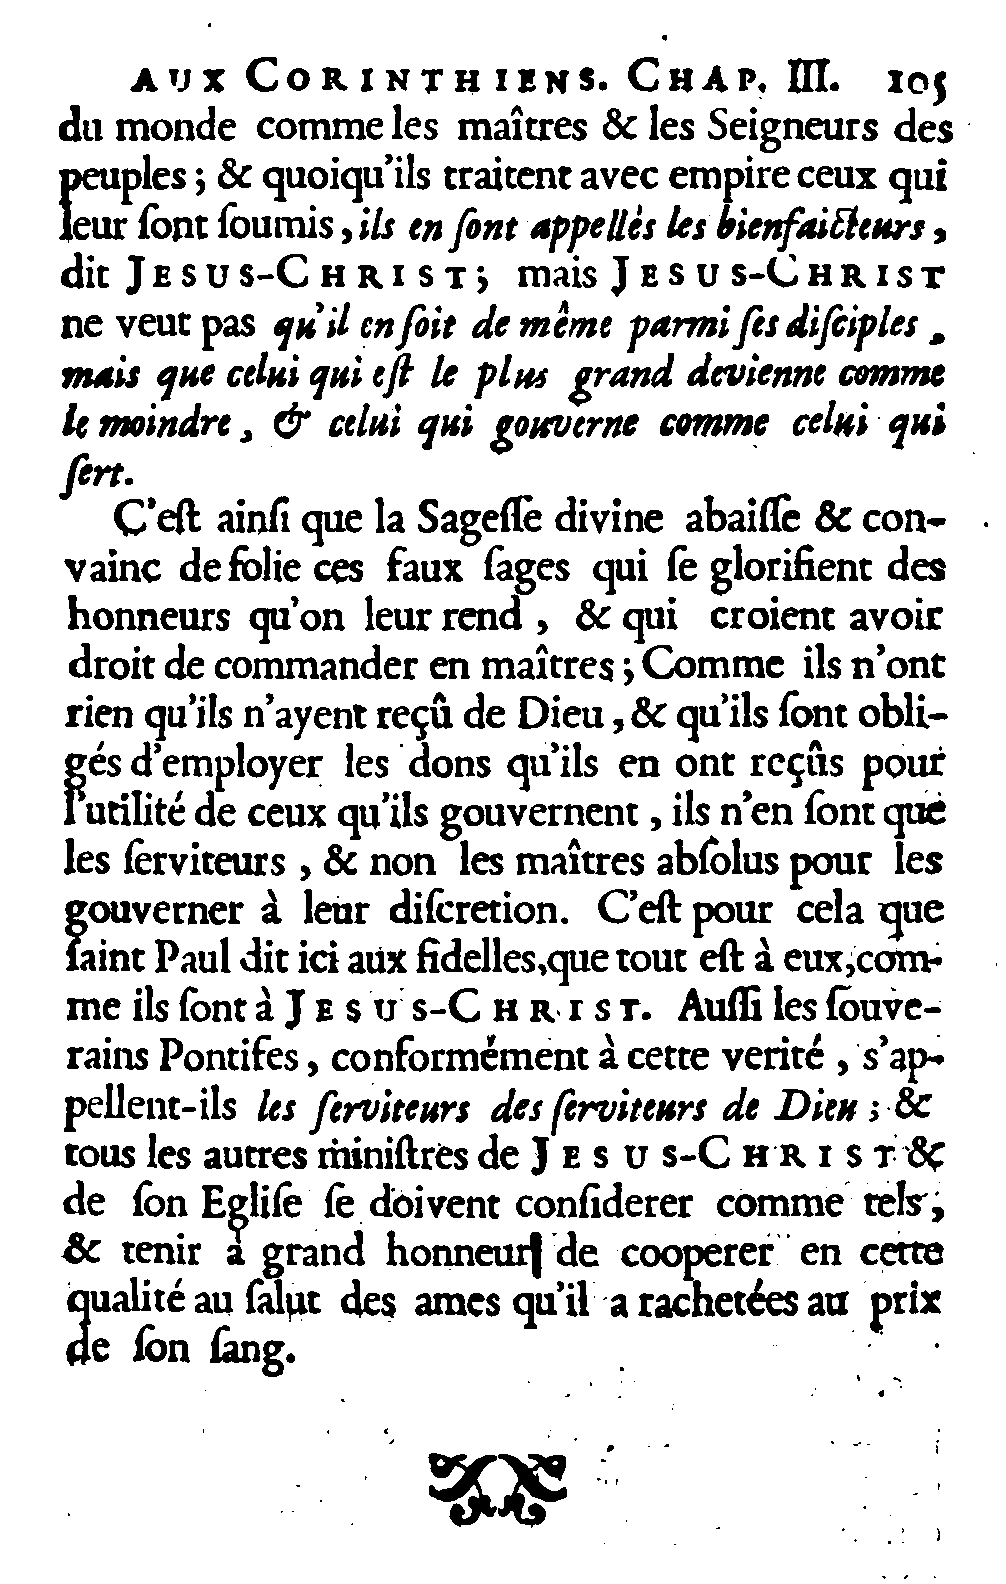 AUX CORINTHIENS. CHAP. III. 105
du monde comme les maîtres & les Seigneurs des
peuples ; & quoiqu'ils traitent avec empire ceux qui
leur ſont ſoumis, ils en ſont appellés les bienfaicteurs,
dit JESUS-CHRIST; mais JESUS-CHRIST
ne veut pas qu'il en ſoit de même parmi ſes diſciples,
mais que celui qui eſt le plus grand devienne comme
le moindre, & celui qui gouverne comme celui qui
ſert.
C'eſt ainſi que la Sageſſe divine abaiſſe & con-
vainc de folie ces faux ſages qui ſe glorifient des
honneurs qu'on leur rend, & qui croient avoir
droit de commander en maîtres ; Comme ils n'ont
rien qu'ils n'ayent reçû de Dieu, & qu'ils ſont obli-
gés d'employer les dons qu'ils en ont reçûs pour
l'utilité de ceux qu'ils gouvernent, ils n'en ſont que
les ſerviteurs, & non les maîtres abſolus pour les
gouverner à leur diſcretion. C'eſt pour cela que
ſaint Paul dit ici aux fidelles, que tout eſt à eux, com-
me ils ſont à JESUS-CHRIST. Auſſi les ſouve-
rains Pontifes, conformément à cette verité, s'ap-
pellent-ils les ſerviteurs des ſerviteurs de Dieu ; &
tous les autres miniſtres de JESUS-CHRIST &
de ſon Egliſe ſe doivent conſiderer comme tels,
& tenir à grand honneur de cooperer en cette
qualité au ſalut des ames qu'il a rachetées au prix
de ſon ſang.